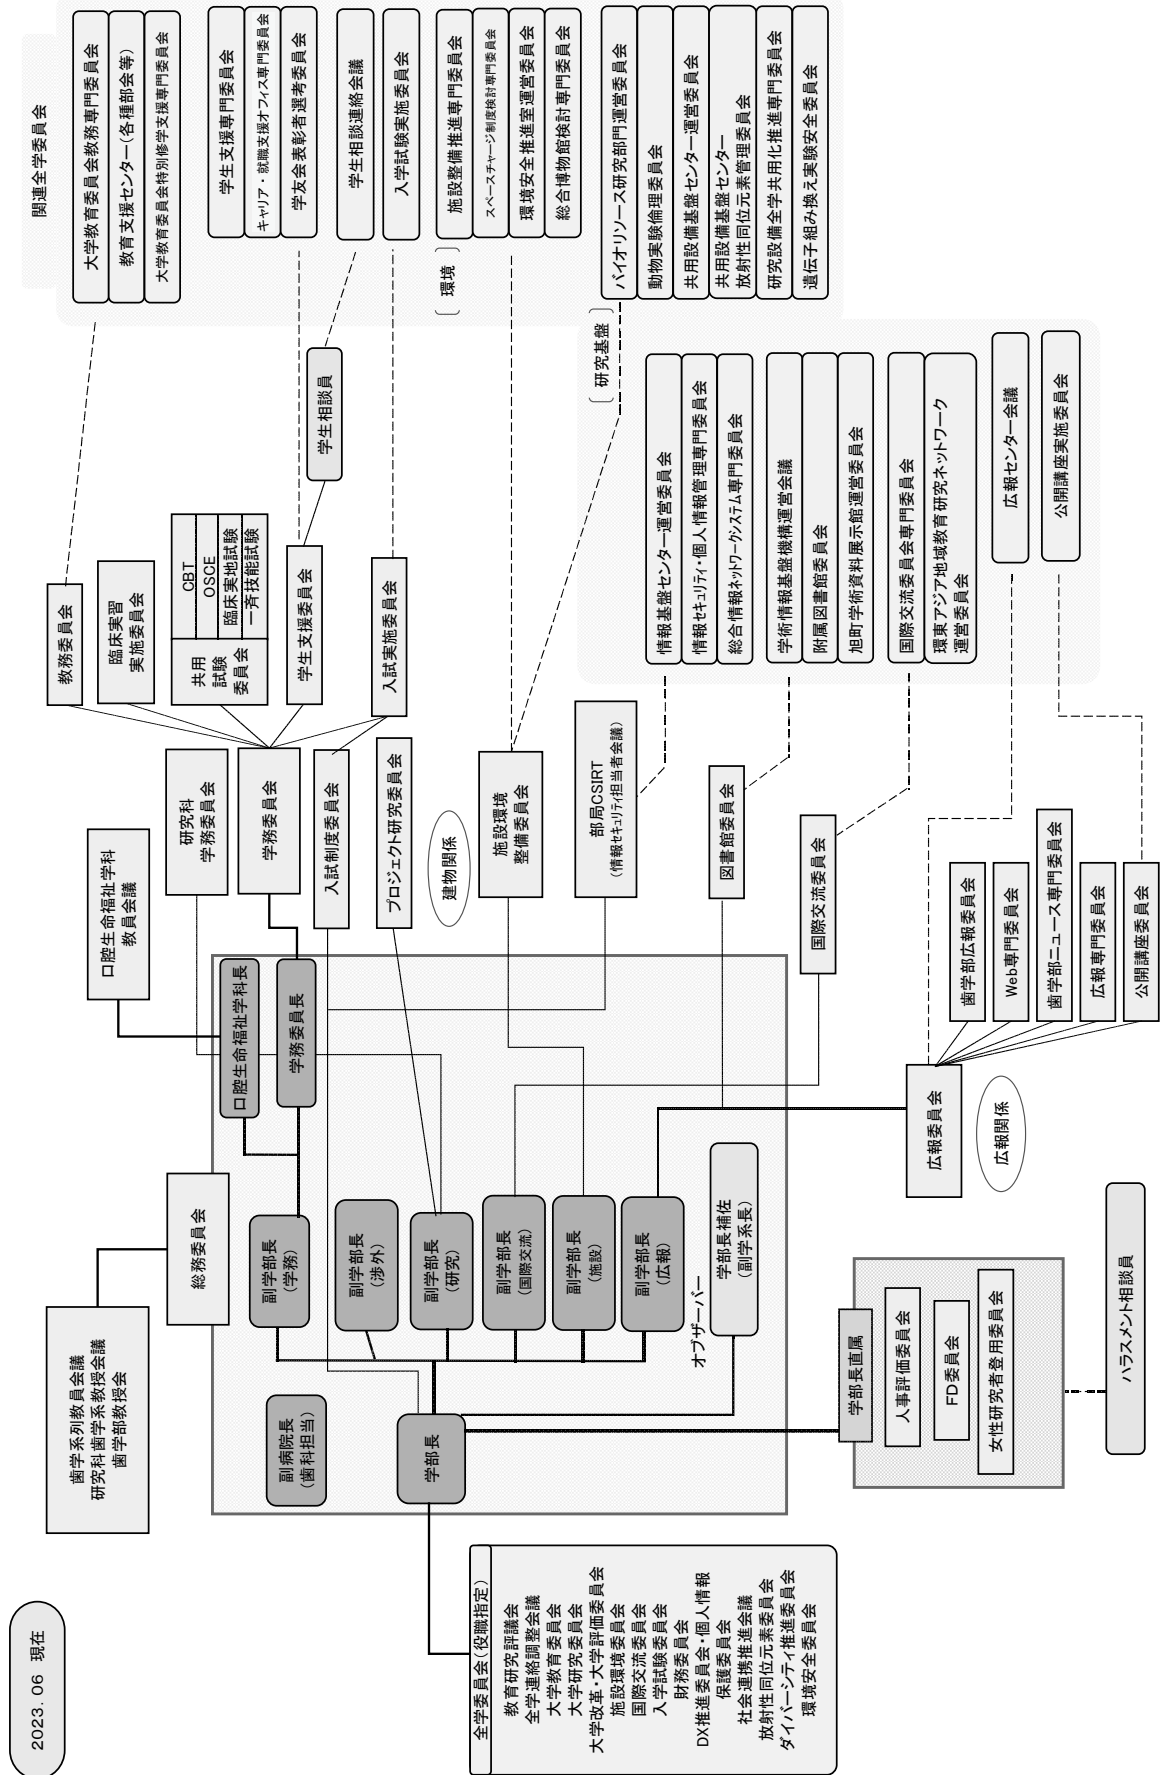 2023. 06 現在
関連全学委員会
大学教育委員会教務専門委員会
教育支援センター(各種部会等)
大学教育委員会特別修学支援専門委員会
学生支援専門委員会
キャリア・就職支援オフィス専門委員会
学友会表彰者選考委員会
学生相談連絡会議
入学試験実施委員会
[環境]
施設整備推進専門委員会
スペースチャージ制度検討専門委員会
環境安全推進室運営委員会
総合博物館検討専門委員会
[研究基盤]
バイオリソース研究部門運営委員会
動物実験倫理委員会
共用設備基盤センター運営委員会
共用設備基盤センター
放射性同位元素管理委員会
研究設備全学共用化推進専門委員会
遺伝子組み換え実験安全委員会
情報基盤センター運営委員会
情報セキュリティ・個人情報管理専門委員会
総合情報ネットワークシステム専門委員会
学術情報基盤機構運営会議
附属図書館委員会
旭町学術資料展示館運営委員会
国際交流委員会専門委員会
環東アジア地域教育研究ネットワーク
運営委員会
広報センター会議
公開講座実施委員会
教務委員会
臨床実習
実施委員会
共用
試験
委員会
CBT
OSCE
臨床実地試験
一斉技能試験
学生支援委員会
学生相談員
入試実施委員会
研究科
学務委員会
学務委員会
入試制度委員会
プロジェクト研究委員会
建物関係
施設環境
整備委員会
部局CSIRT
(情報セキュリティ担当者会議)
図書館委員会
国際交流委員会
歯学部広報委員会
Web専門委員会
歯学部ニュース専門委員会
広報専門委員会
公開講座委員会
口腔生命福祉学科
教員会議
口腔生命福祉学科長
学務委員長
広報委員会
広報関係
総務委員会
副学部長
(学務)
副学部長
(渉外)
副学部長
(研究)
副学部長
(国際交流)
副学部長
(施設)
副学部長
(広報)
オブザーバー
学部長補佐
(副学系長)
歯学系列教員会議
研究科歯学系教授会議
歯学部教授会
副病院長
(歯科担当)
学部長
学部長直属
人事評価委員会
FD委員会
女性研究者登用委員会
ハラスメント相談員
全学委員会(役職指定)
教育研究評議会
全学連絡調整会議
大学教育委員会
大学研究委員会
大学改革・大学評価委員会
施設環境委員会
国際交流委員会
入学試験委員会
財務委員会
DX推進委員会・個人情報
保護委員会
社会連携推進会議
放射性同位元素委員会
ダイバーシティ推進委員会
環境安全委員会